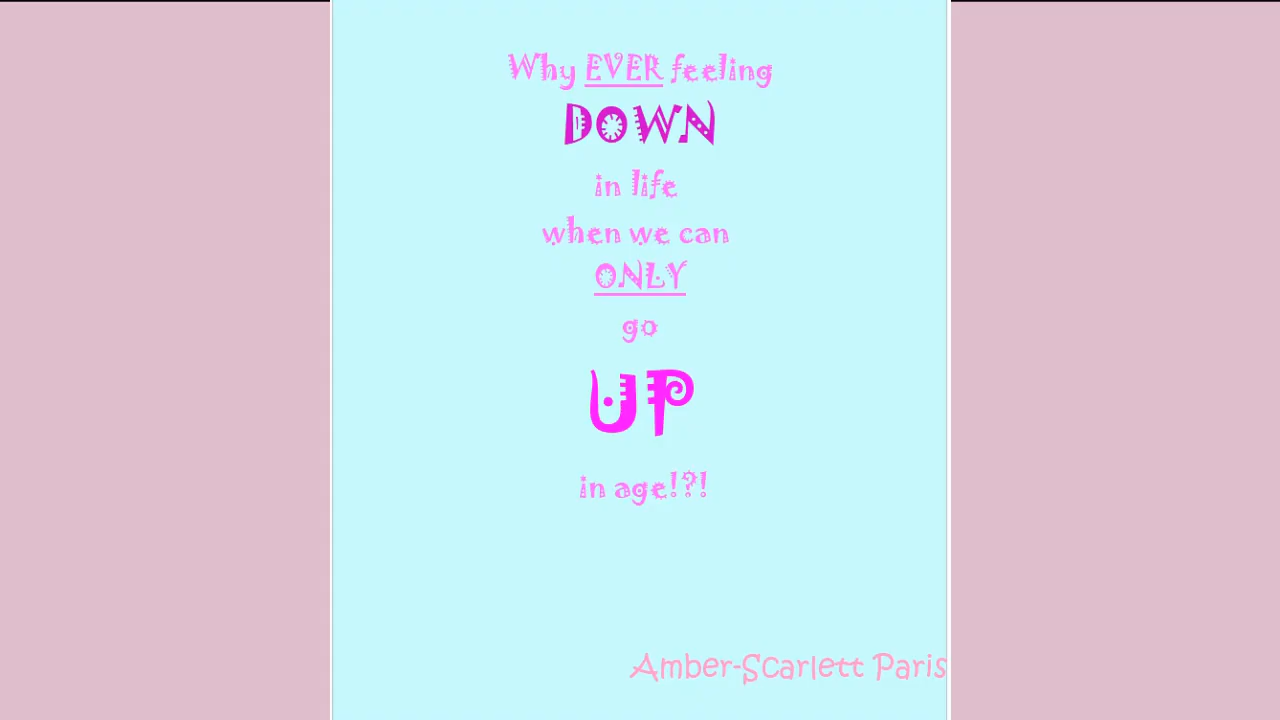 Why EVER feeling
DOWN
in life
when we can
ONLY
go
UP
in age!?!
Amber-Scarlett Paris